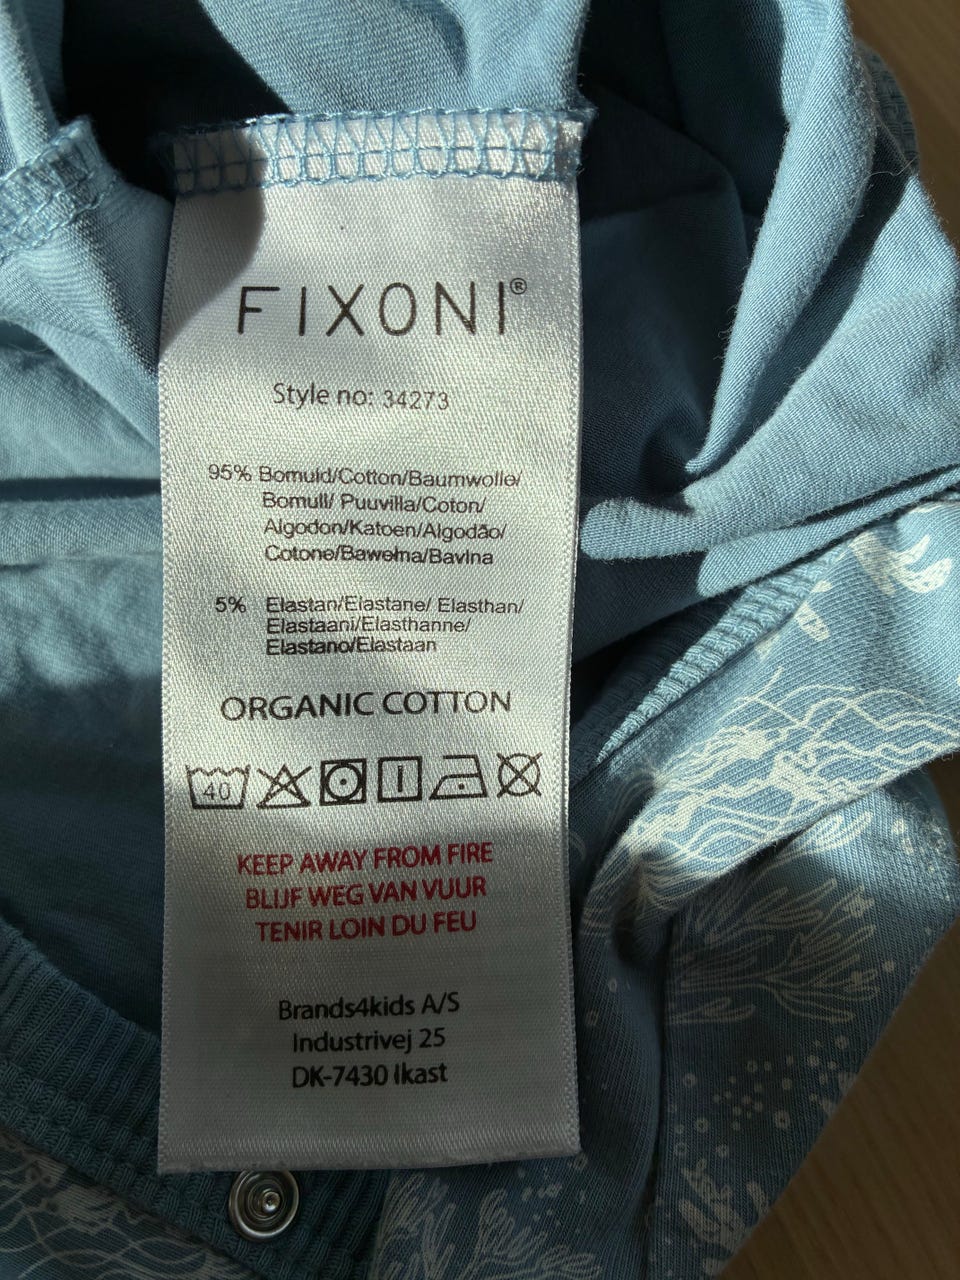 FIXONI®
Style no: 34273
95% Bomuld/Cotton/Baumwolle/
Bomull/ Puuvilla/Coton/
Algodon/Katoen/Algodão/
Cotone/Bawełna/Bavlna
5% Elastan/Elastane/ Elasthan/
Elastaani/Elasthanne/
Elastano/Elastaan
ORGANIC COTTON
40
KEEP AWAY FROM FIRE
BLIJF WEG VAN VUUR
TENIR LOIN DU FEU
Brands4kids A/S
Industrivej 25
DK-7430 Ikast